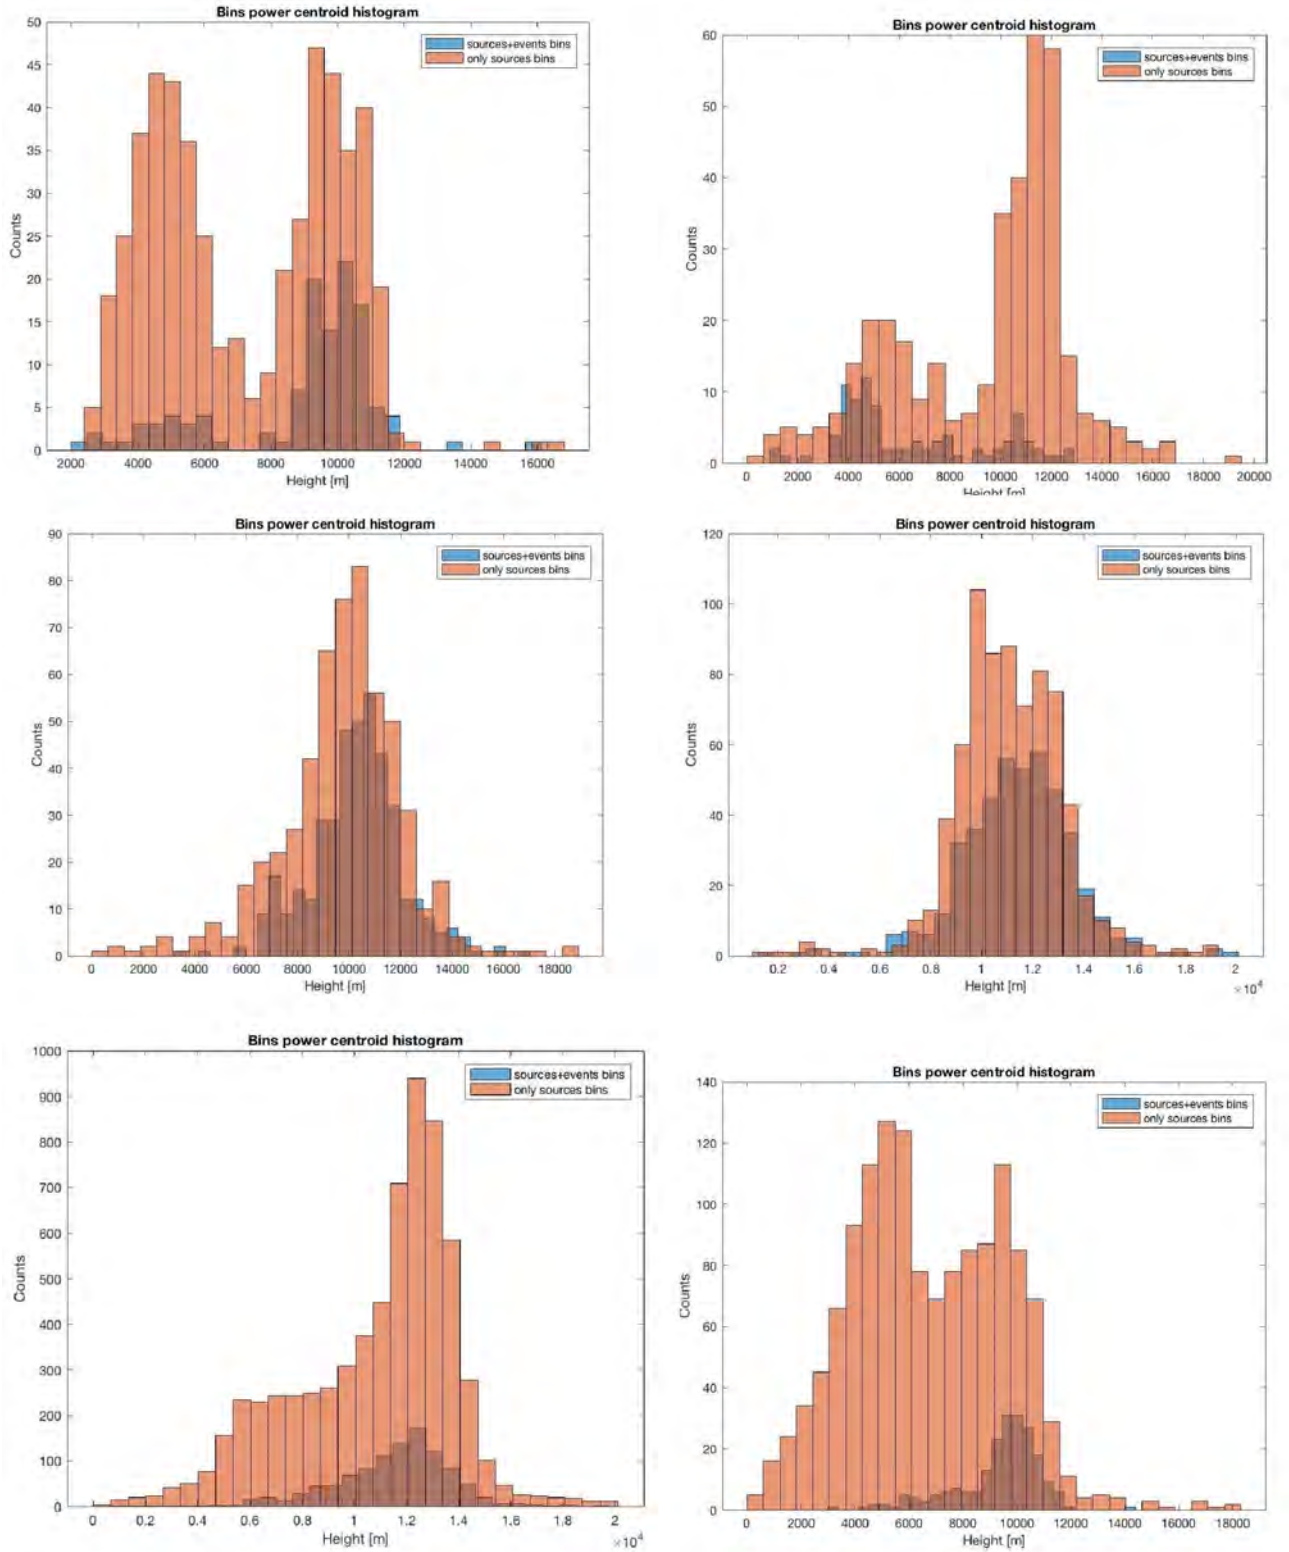 Bins power centroid histogram
50
45
40
35
30
25
20
15
10
5
0
Counts
sources+events bins
only sources bins
2000 4000 6000 8000 10000 12000 14000 16000
Height [m]
Bins power centroid histogram
60
50
40
30
20
10
0
Counts
sources+events bins
only sources bins
0 2000 4000 6000 8000 10000 12000 14000 16000 18000 20000
Height [m]
Bins power centroid histogram
90
80
70
60
50
40
30
20
10
0
Counts
sources+events bins
only sources bins
0 2000 4000 6000 8000 10000 12000 14000 16000 18000
Height [m]
Bins power centroid histogram
120
100
80
60
40
20
0
Counts
sources+events bins
only sources bins
0.2 0.4 0.6 0.8 1 1.2 1.4 1.6 1.8 2
Height [m]
×10⁴
Bins power centroid histogram
1000
900
800
700
600
500
400
300
200
100
0
Counts
sources+events bins
only sources bins
0 0.2 0.4 0.6 0.8 1 1.2 1.4 1.6 1.8 2
Height [m]
×10⁴
Bins power centroid histogram
140
120
100
80
60
40
20
0
Counts
sources+events bins
only sources bins
0 2000 4000 6000 8000 10000 12000 14000 16000 18000
Height [m]